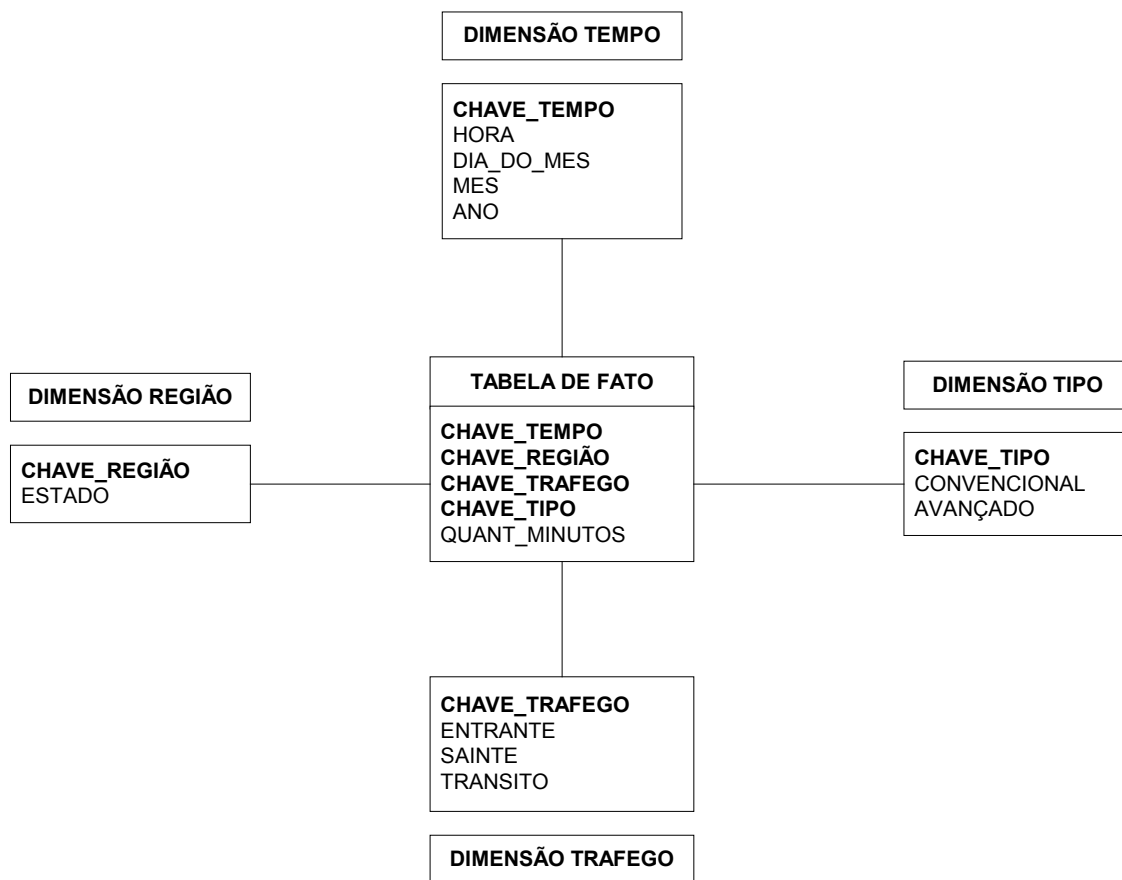 DIMENSÃO TEMPO
CHAVE_TEMPO
HORA
DIA_DO_MES
MES
ANO
DIMENSÃO REGIÃO
CHAVE_REGIÃO
ESTADO
TABELA DE FATO
CHAVE_TEMPO
CHAVE_REGIÃO
CHAVE_TRAFEGO
CHAVE_TIPO
QUANT_MINUTOS
DIMENSÃO TIPO
CHAVE_TIPO
CONVENCIONAL
AVANÇADO
CHAVE_TRAFEGO
ENTRANTE
SAINTE
TRANSITO
DIMENSÃO TRAFEGO